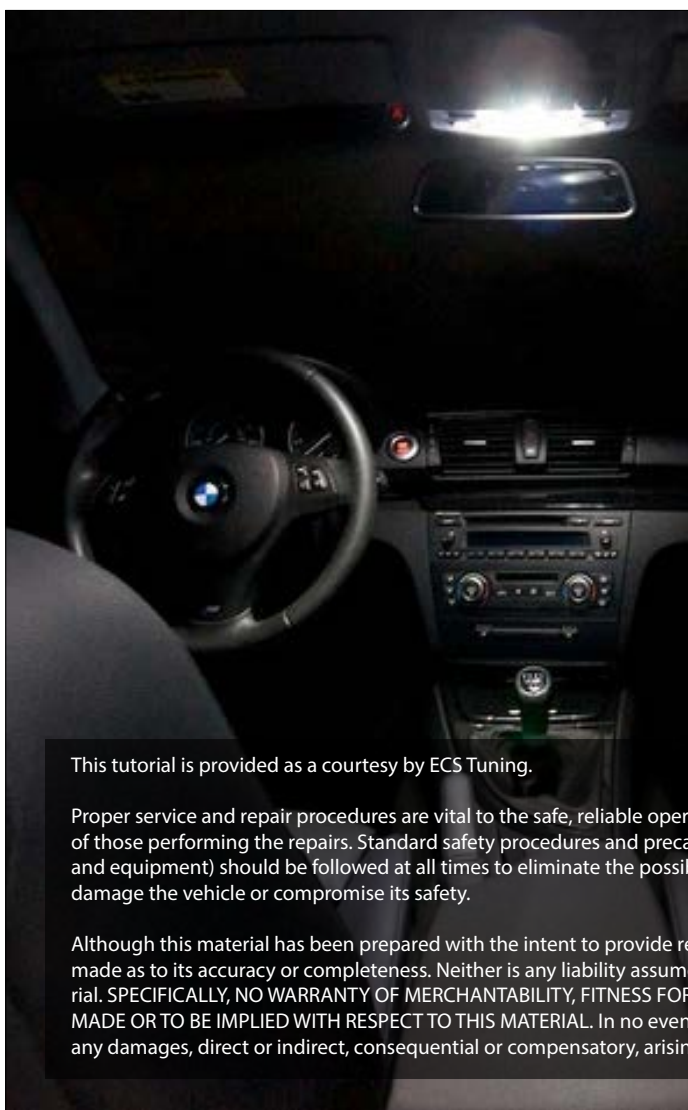 This tutorial is provided as a courtesy by ECS Tuning.
Proper service and repair procedures are vital to the safe, reliable oper
of those performing the repairs. Standard safety procedures and preca
and equipment) should be followed at all times to eliminate the possil
damage the vehicle or compromise its safety.
Although this material has been prepared with the intent to provide re
made as to its accuracy or completeness. Neither is any liability assum
rial. SPECIFICALLY, NO WARRANTY OF MERCHANTABILITY, FITNESS FOR
MADE OR TO BE IMPLIED WITH RESPECT TO THIS MATERIAL. In no even
any damages, direct or indirect, consequential or compensatory, arisin